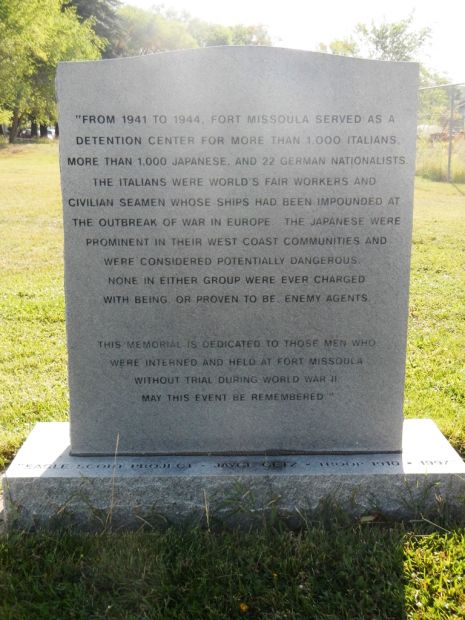 "FROM 1941 TO 1944, FORT MISSOULA SERVED AS A
DETENTION CENTER FOR MORE THAN 1,000 ITALIANS,
MORE THAN 1,000 JAPANESE, AND 22 GERMAN NATIONALISTS.
THE ITALIANS WERE WORLD'S FAIR WORKERS AND
CIVILIAN SEAMEN WHOSE SHIPS HAD BEEN IMPOUNDED AT
THE OUTBREAK OF WAR IN EUROPE. THE JAPANESE WERE
PROMINENT IN THEIR WEST COAST COMMUNITIES AND
WERE CONSIDERED POTENTIALLY DANGEROUS.
NONE IN EITHER GROUP WERE EVER CHARGED
WITH BEING, OR PROVEN TO BE, ENEMY AGENTS.
THIS MEMORIAL IS DEDICATED TO THOSE MEN WHO
WERE INTERNED AND HELD AT FORT MISSOULA
WITHOUT TRIAL DURING WORLD WAR II.
MAY THIS EVENT BE REMEMBERED."
EAGLE SCOUT PROJECT • GETZ • TROOP 1910 • 1997